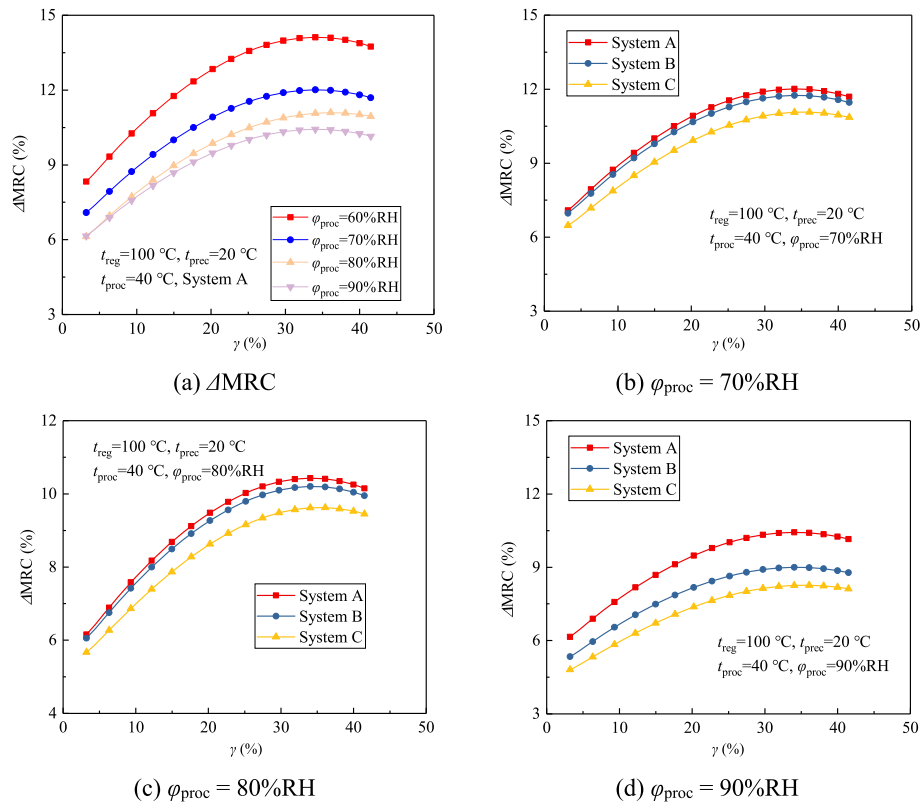 15
12
9
6
3
ΔMRC (%)
φproc=60%RH
φproc=70%RH
φproc=80%RH
φproc=90%RH
treg=100 °C, tprec=20 °C
tproc=40 °C, System A
0 10 20 30 40 50
γ (%)
(a) ΔMRC
15
12
9
6
3
ΔMRC (%)
System A
System B
System C
treg=100 °C, tprec=20 °C
tproc=40 °C, φproc=70%RH
0 10 20 30 40 50
γ (%)
(b) φproc = 70%RH
12
10
8
6
4
ΔMRC (%)
treg=100 °C, tprec=20 °C
tproc=40 °C, φproc=80%RH
System A
System B
System C
0 10 20 30 40 50
γ (%)
(c) φproc = 80%RH
15
12
9
6
3
ΔMRC (%)
System A
System B
System C
treg=100 °C, tprec=20 °C
tproc=40 °C, φproc=90%RH
0 10 20 30 40 50
γ (%)
(d) φproc = 90%RH